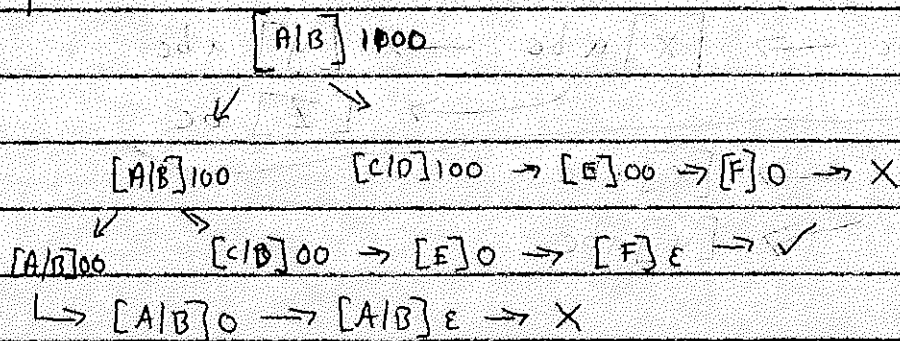 [A|B] 1000
↙ ↘
[A|B]100 [C|D]100 → [E]00 → [F]0 → X
↙ ↘
[A/B]00 [C|D]00 → [E]0 → [F]ε → ✓
↳ [A|B]0 → [A|B]ε → X